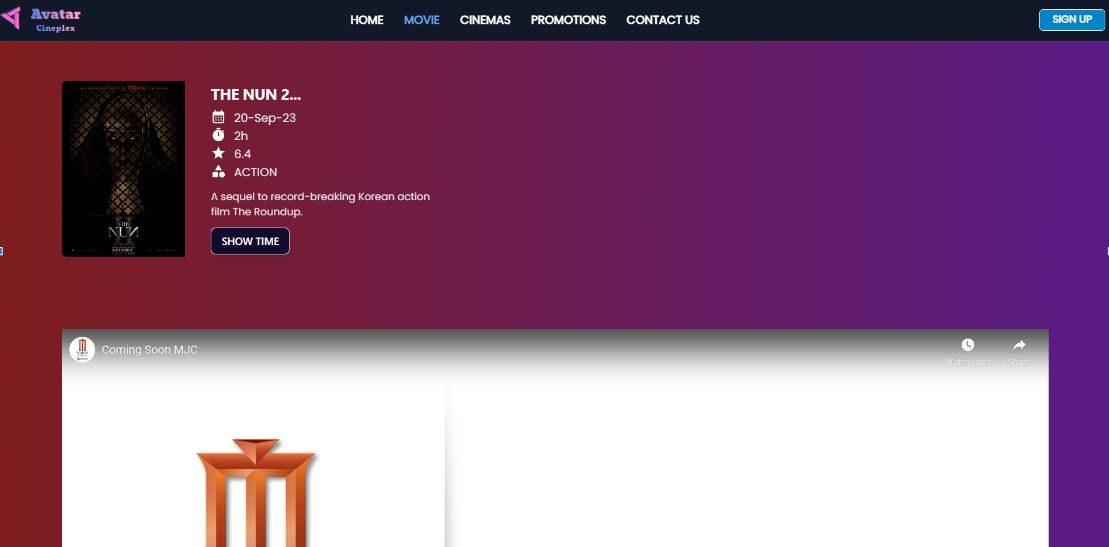 Avatar
Cineplex
HOME MOVIE CINEMAS PROMOTIONS CONTACT US
SIGN UP
THE NUN 2...
20-Sep-23
2h
6.4
ACTION
A sequel to record-breaking Korean action
film The Roundup.
SHOW TIME
THE
NUN
SEPTEMBER
Coming Soon MJC
Watch later
Share